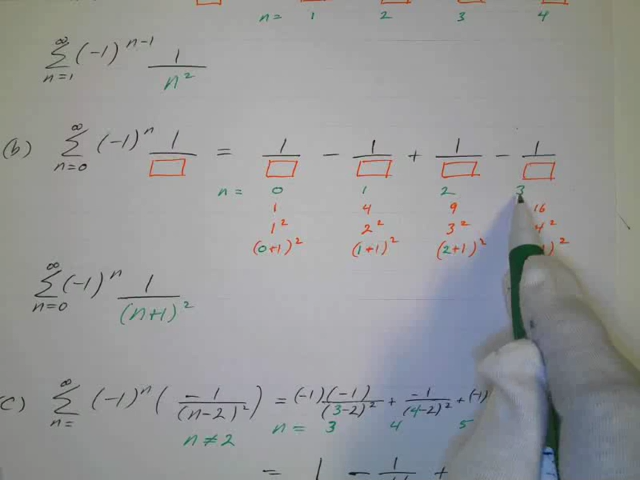 n = 1 2 3 4
∞ Σ n=1 (-1)^{n-1} 1/n²
(b) ∞ Σ n=0 (-1)^n 1/□ = 1/□ - 1/□ + 1/□ - 1/□
n = 0 1 2 3
1 4 9 16
1² 2² 3² 4²
(0+1)² (1+1)² (2+1)² )²
∞ Σ n=0 (-1)^n 1/(n+1)²
(C) ∞ Σ n= (-1)^n ( -1/(n-2)² ) = (-1)(-1)/(3-2)² + -1/(4-2)² + (-1)
n ≠ 2 n = 3 4 5
= 1 - 1/ +